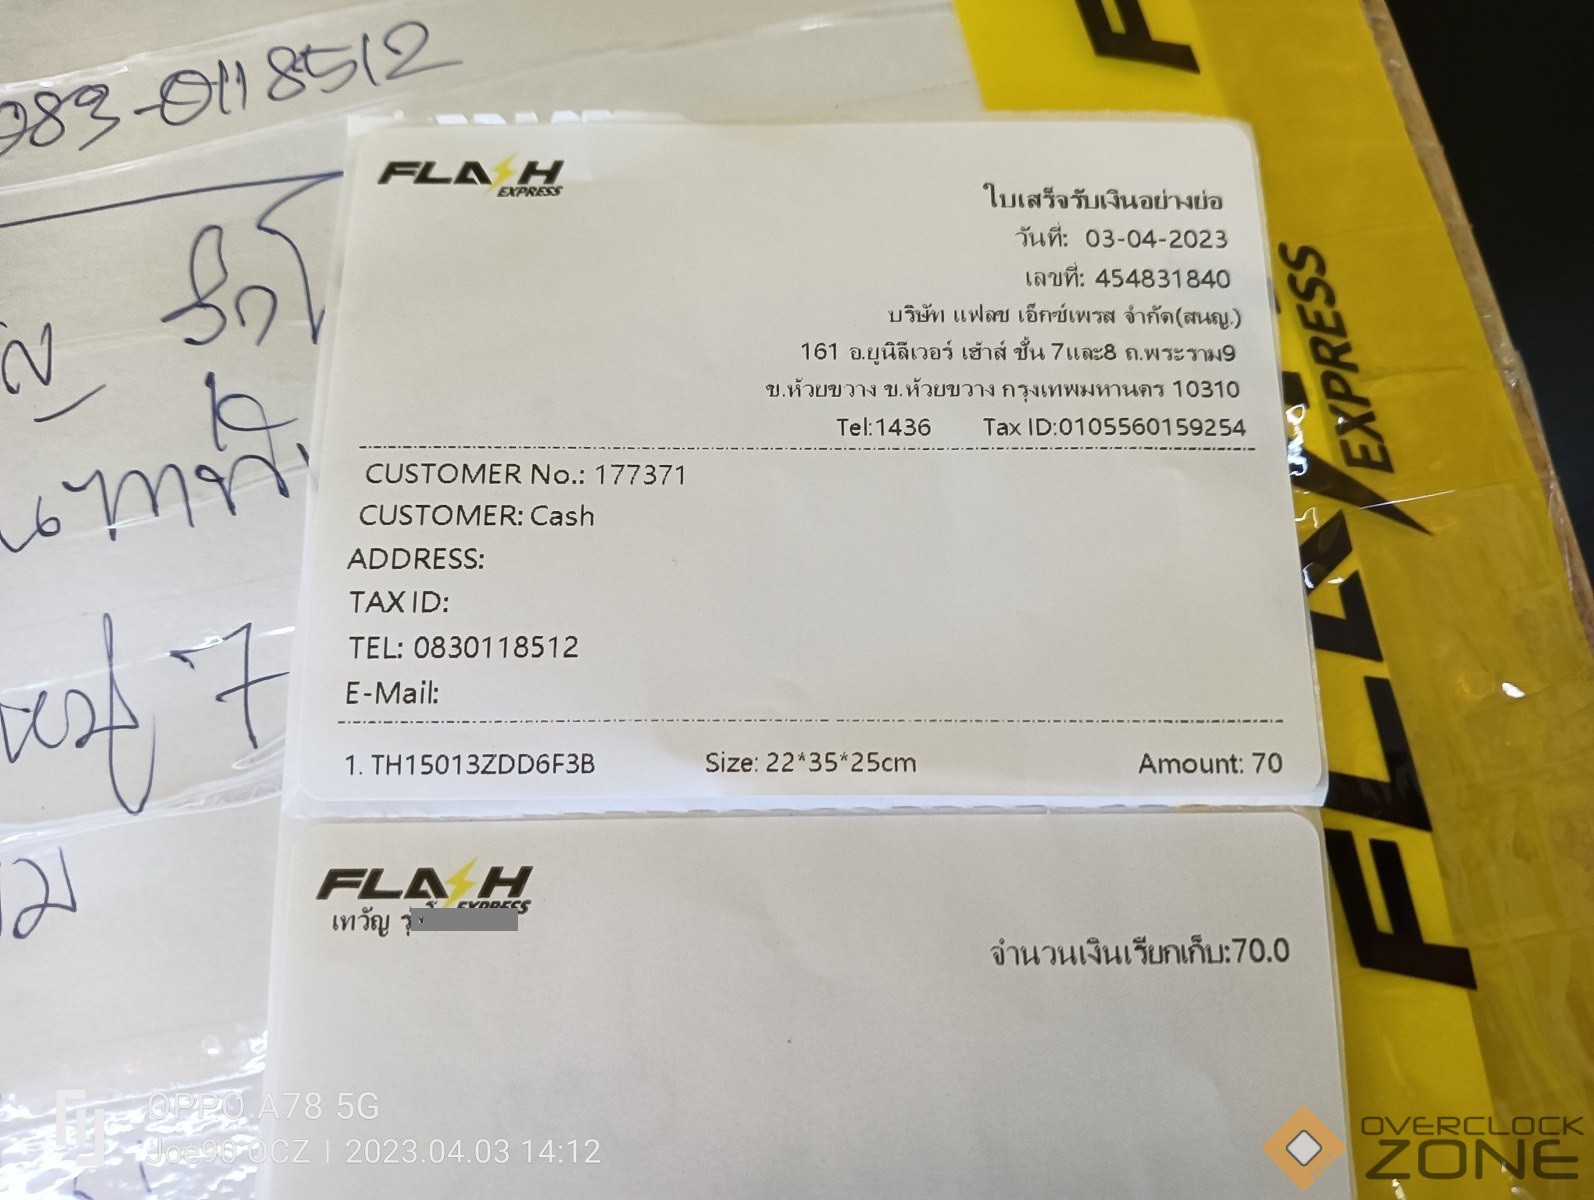 083-0118512
FLASH
EXPRESS
ใบเสร็จรับเงินอย่างย่อ
วันที่: 03-04-2023
เลขที่: 454831840
บริษัท แฟลช เอ็กซ์เพรส จำกัด(สนญ.)
161 อ.ยูนิลีเวอร์ เฮ้าส์ ชั้น 7และ8 ถ.พระราม9
ข.ห้วยขวาง ข.ห้วยขวาง กรุงเทพมหานคร 10310
Tel:1436 Tax ID:0105560159254
CUSTOMER No.: 177371
CUSTOMER: Cash
ADDRESS:
TAX ID:
TEL: 0830118512
E-Mail:
1. TH15013ZDD6F3B Size: 22*35*25cm Amount: 70
FLASH
EXPRESS
เทวัญ
จำนวนเงินเรียกเก็บ:70.0
7
FLASH
EXPRESS
OPPO A78 5G
Joe90 OCZ | 2023.04.03 14:12
OVERCLOCK
ZONE